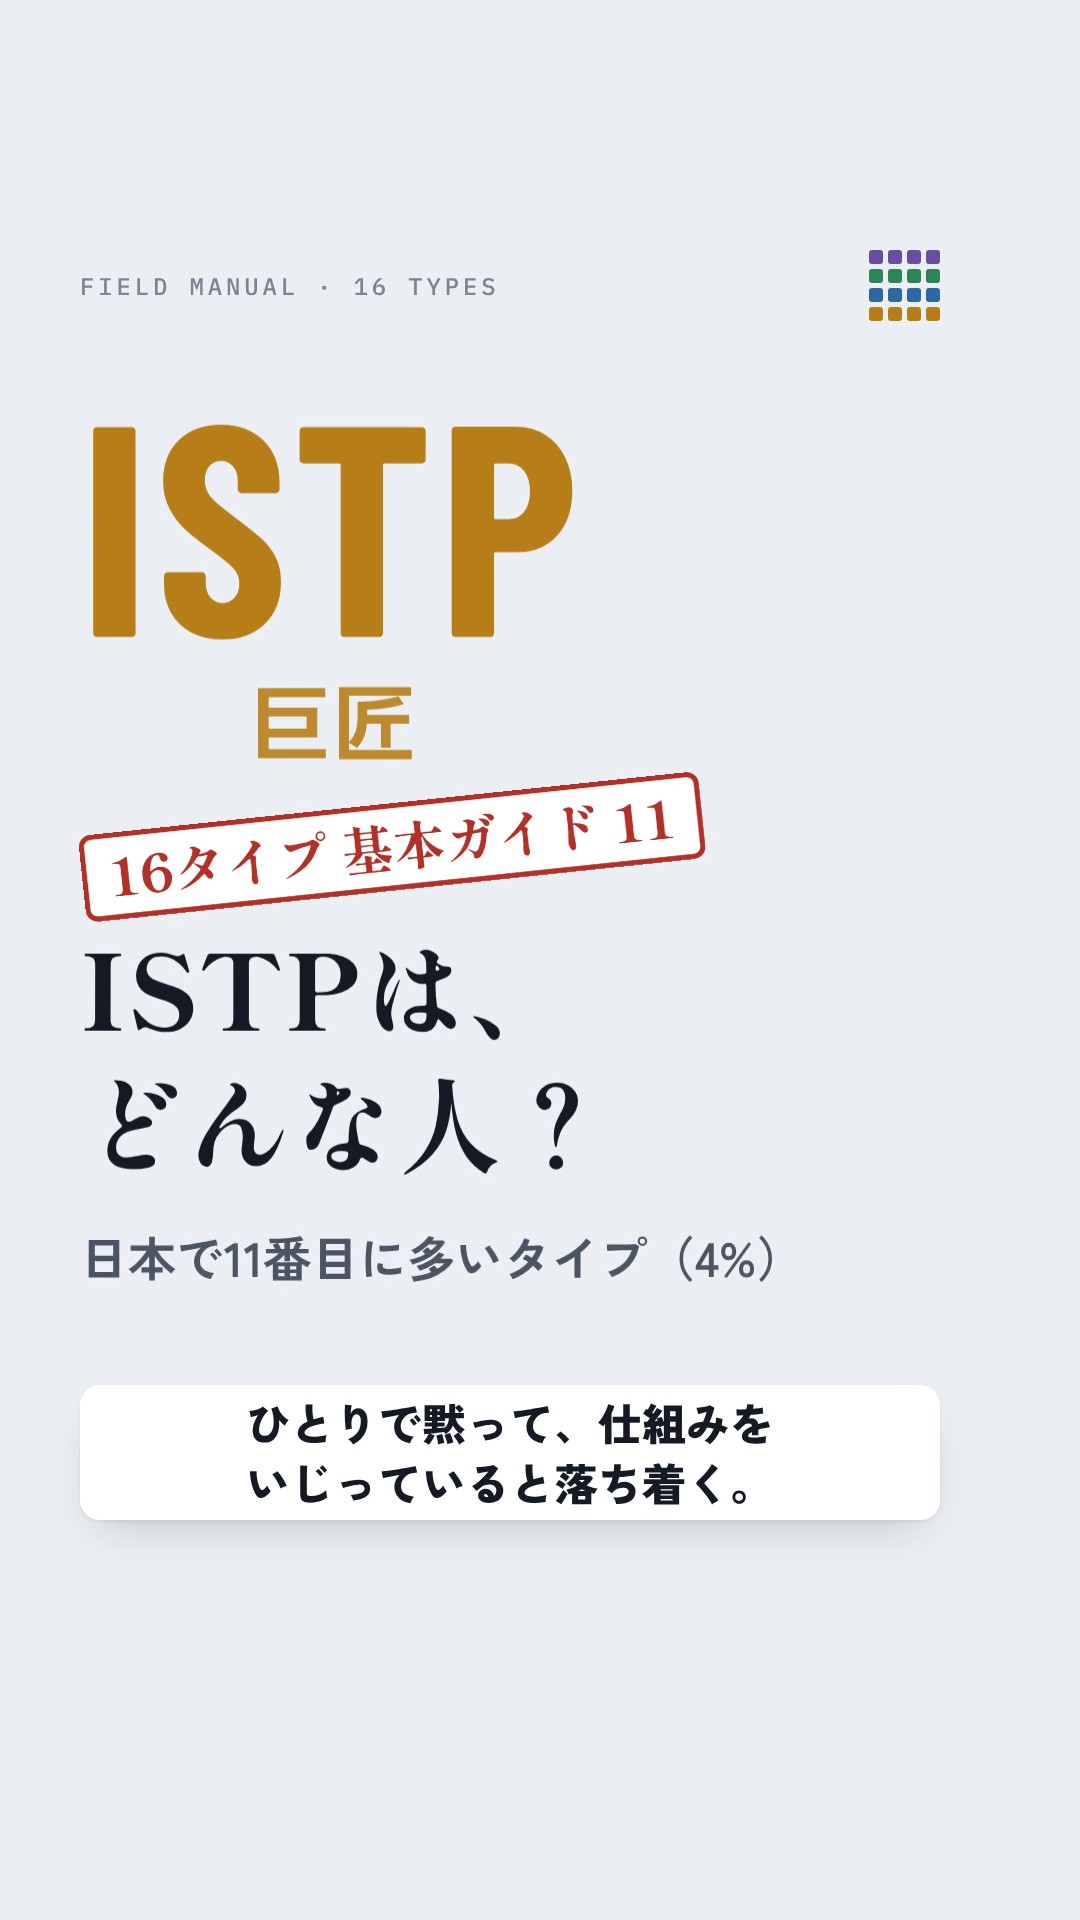 FIELD MANUAL · 16 TYPES
ISTP
巨匠
16タイプ 基本ガイド 11
ISTPは、
どんな人？
日本で11番目に多いタイプ（4%）
ひとりで黙って、仕組みを
いじっていると落ち着く。